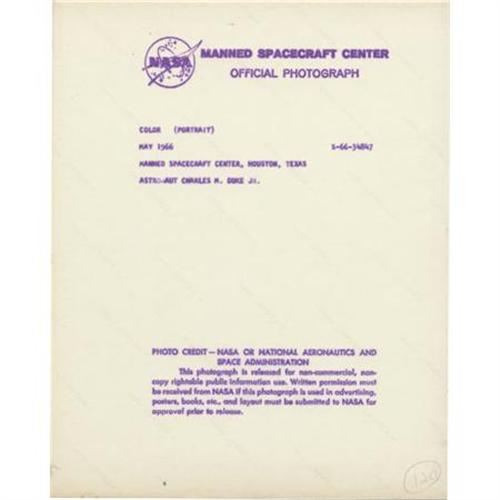 NASA
MANNED SPACECRAFT CENTER
OFFICIAL PHOTOGRAPH
COLOR (PORTRAIT)
MAY 1966 S-66-34847
MANNED SPACECRAFT CENTER, HOUSTON, TEXAS
ASTRONAUT CHARLES M. DUKE JR.
PHOTO CREDIT—NASA OR NATIONAL AERONAUTICS AND
SPACE ADMINISTRATION
This photograph is released for non-commercial, non-
copy rightable public information use. Written permission must
be received from NASA if this photograph is used in advertising,
posters, books, etc., and layout must be submitted to NASA for
approval prior to release.
120